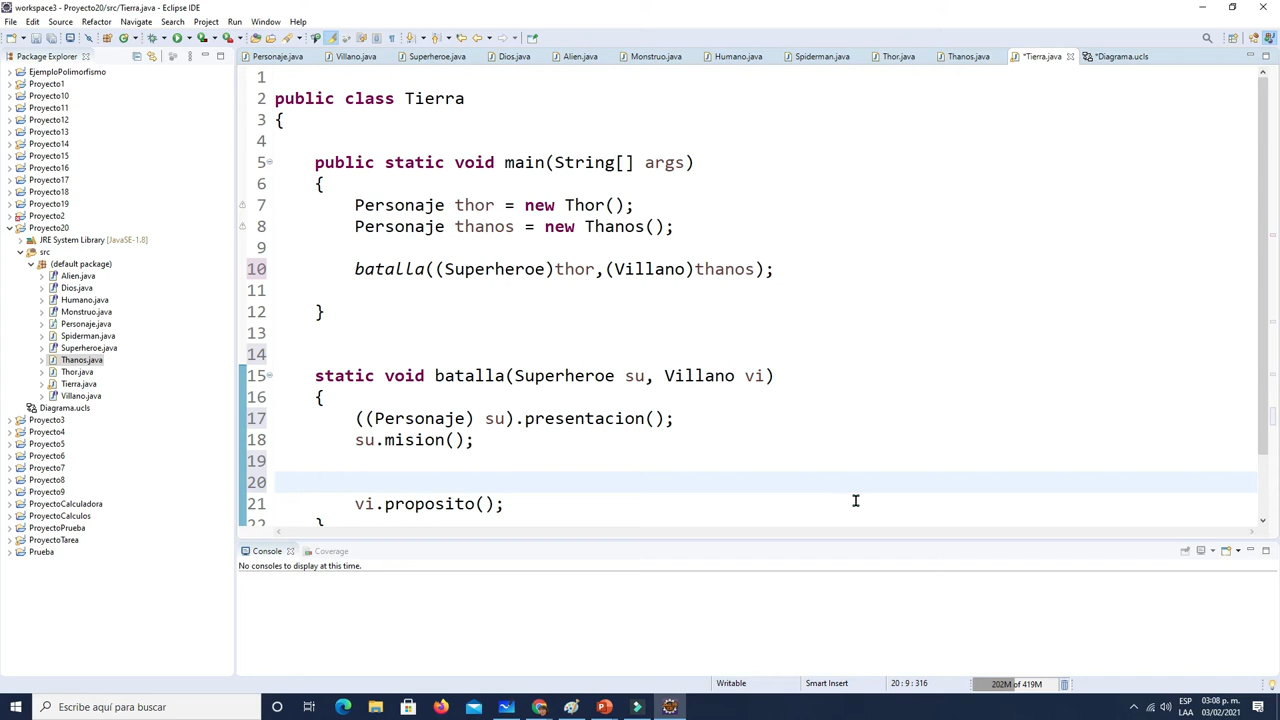 workspace3 - Proyecto20/src/Tierra.java - Eclipse IDE
File Edit Source Refactor Navigate Search Project Run Window Help
Package Explorer
Personaje.java Villano.java Superheroe.java Dios.java Alien.java Monstruo.java Humano.java Spiderman.java Thor.java Thanos.java *Tierra.java *Diagrama.ucls
EjemploPolimorfismo
Proyecto1
Proyecto10
Proyecto11
Proyecto12
Proyecto13
Proyecto14
Proyecto15
Proyecto16
Proyecto17
Proyecto18
Proyecto19
Proyecto2
Proyecto20
JRE System Library [JavaSE-1.8]
src
(default package)
Alien.java
Dios.java
Humano.java
Monstruo.java
Personaje.java
Spiderman.java
Superheroe.java
Thanos.java
Thor.java
Tierra.java
Villano.java
Diagrama.ucls
Proyecto3
Proyecto4
Proyecto5
Proyecto6
Proyecto7
Proyecto8
Proyecto9
ProyectoCalculadora
ProyectoCalculos
ProyectoPrueba
ProyectoTarea
Prueba
1
2 public class Tierra
3 {
4
5 public static void main(String[] args)
6 {
7 Personaje thor = new Thor();
8 Personaje thanos = new Thanos();
9
10 batalla((Superheroe)thor,(Villano)thanos);
11
12 }
13
14
15 static void batalla(Superheroe su, Villano vi)
16 {
17 ((Personaje) su).presentacion();
18 su.mision();
19
20
21 vi.proposito();
22 }
Console Coverage
No consoles to display at this time.
Writable Smart Insert 20 : 9 : 316 202M of 419M
Escribe aquí para buscar
ESP 03:08 p. m.
LAA 03/02/2021